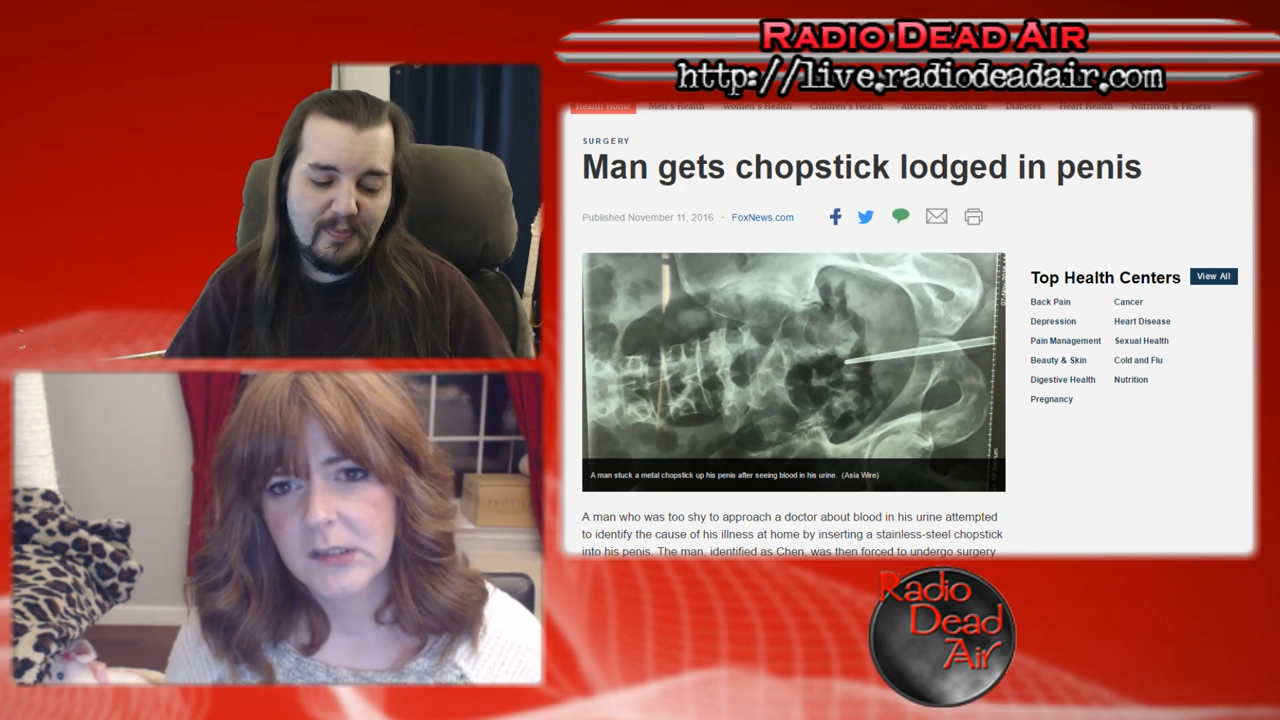 Radio Dead Air
http://live.radiodeadair.com
Health Home Men's Health Women's Health Children's Health Alternative Medicine Diabetes Heart Health Nutrition & Fitness
SURGERY
Man gets chopstick lodged in penis
Published November 11, 2016 · FoxNews.com
A man stuck a metal chopstick up his penis after seeing blood in his urine. (Asia Wire)
A man who was too shy to approach a doctor about blood in his urine attempted
to identify the cause of his illness at home by inserting a stainless-steel chopstick
into his penis. The man, identified as Chen, was then forced to undergo surgery
Top Health Centers View All
Back Pain Cancer
Depression Heart Disease
Pain Management Sexual Health
Beauty & Skin Cold and Flu
Digestive Health Nutrition
Pregnancy
Radio
Dead
Air